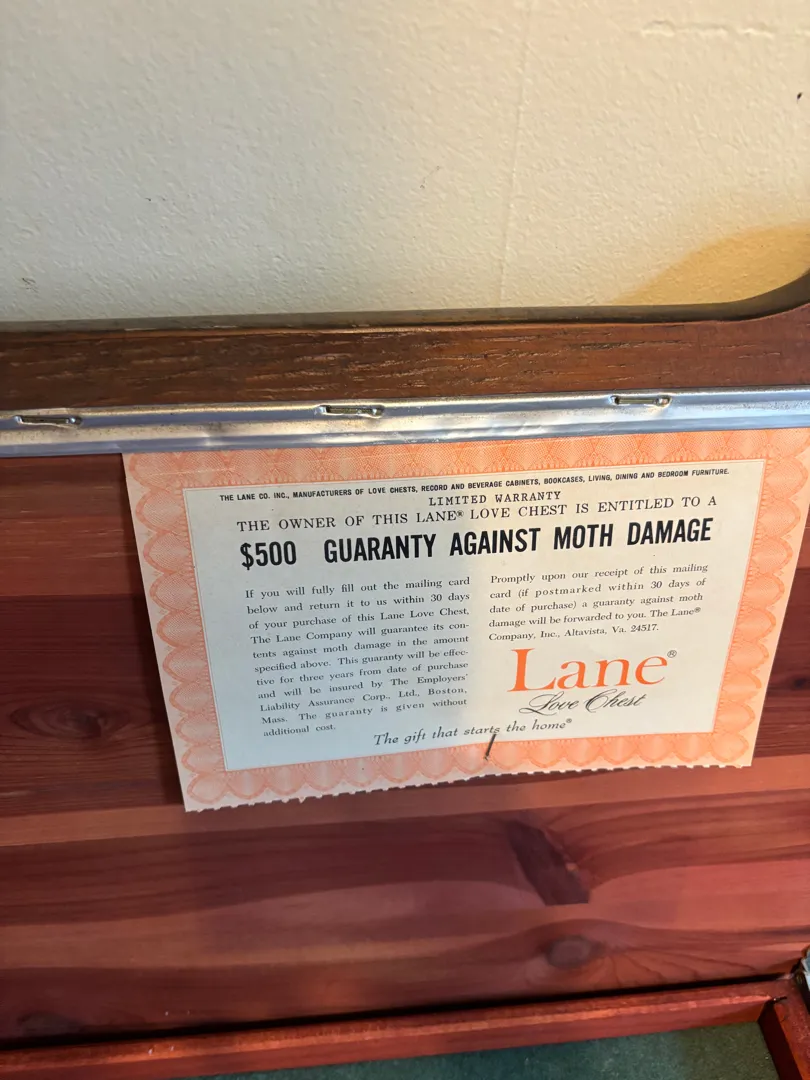 THE LANE CO. INC., MANUFACTURERS OF LOVE CHESTS, RECORD AND BEVERAGE CABINETS, BOOKCASES, LIVING, DINING AND BEDROOM FURNITURE.
LIMITED WARRANTY
THE OWNER OF THIS LANE® LOVE CHEST IS ENTITLED TO A
$500 GUARANTY AGAINST MOTH DAMAGE
If you will fully fill out the mailing card
below and return it to us within 30 days
of your purchase of this Lane Love Chest,
The Lane Company will guarantee its con-
tents against moth damage in the amount
specified above. This guaranty will be effec-
tive for three years from date of purchase
and will be insured by The Employers'
Liability Assurance Corp., Ltd., Boston,
Mass. The guaranty is given without
additional cost.
Promptly upon our receipt of this mailing
card (if postmarked within 30 days of
date of purchase) a guaranty against moth
damage will be forwarded to you. The Lane®
Company, Inc., Altavista, Va. 24517.
Lane®
Love Chest
The gift that starts the home®